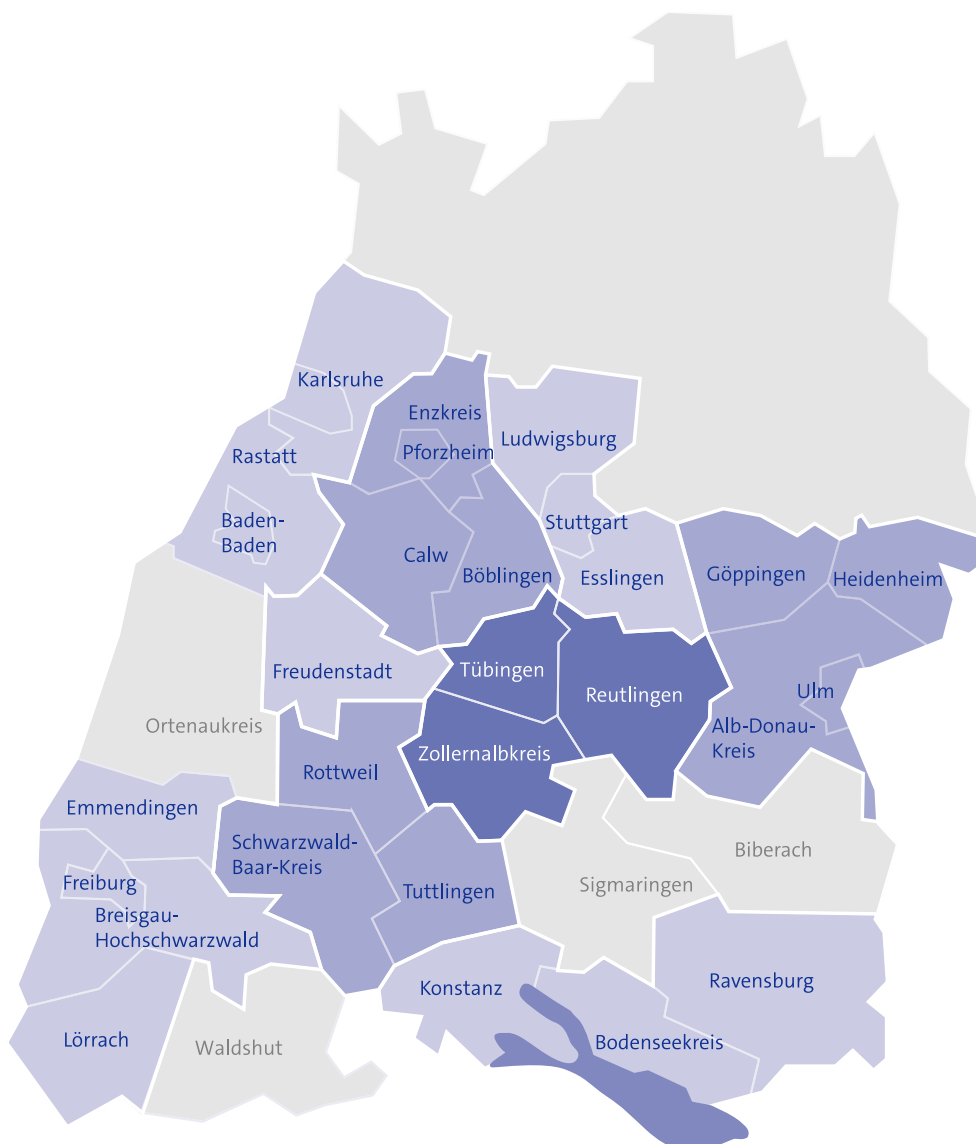 Karlsruhe
Enzkreis
Pforzheim
Ludwigsburg
Rastatt
Baden-
Baden
Stuttgart
Calw
Böblingen
Esslingen
Göppingen
Heidenheim
Freudenstadt
Tübingen
Reutlingen
Ulm
Ortenaukreis
Alb-Donau-
Kreis
Zollernalbkreis
Rottweil
Emmendingen
Schwarzwald-
Baar-Kreis
Biberach
Freiburg
Tuttlingen
Sigmaringen
Breisgau-
Hochschwarzwald
Konstanz
Ravensburg
Lörrach
Waldshut
Bodenseekreis